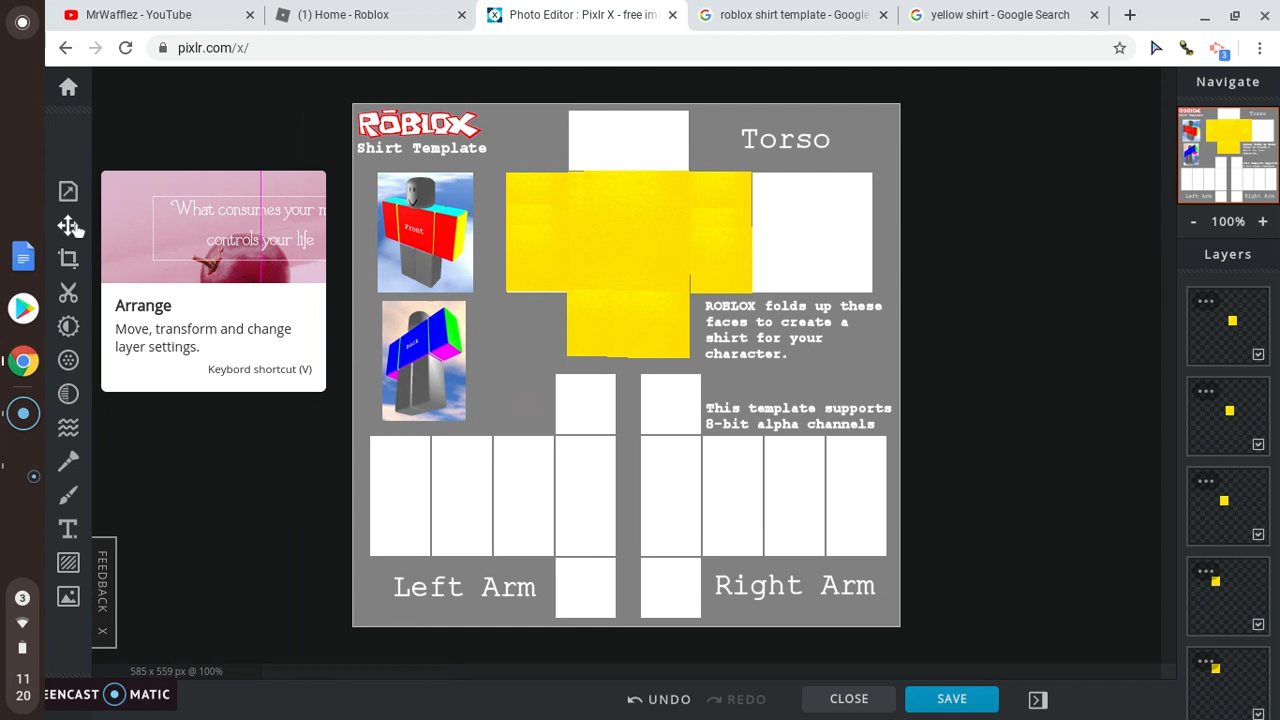 MrWafflez - YouTube
(1) Home - Roblox
Photo Editor : Pixlr X - free im
roblox shirt template - Google
yellow shirt - Google Search
pixlr.com/x/
3
Navigate
ROBLOX
Shirt Template
Torso
Front
Back
"What consumes your m
controls your life
Arrange
Move, transform and change
layer settings.
Keybord shortcut (V)
ROBLOX folds up these
faces to create a
shirt for your
character.
This template supports
8-bit alpha channels
Left Arm
Right Arm
- 100% +
Layers
FEEDBACK X
3
11
20
585 x 559 px @ 100%
EENCAST MATIC
UNDO
REDO
CLOSE
SAVE